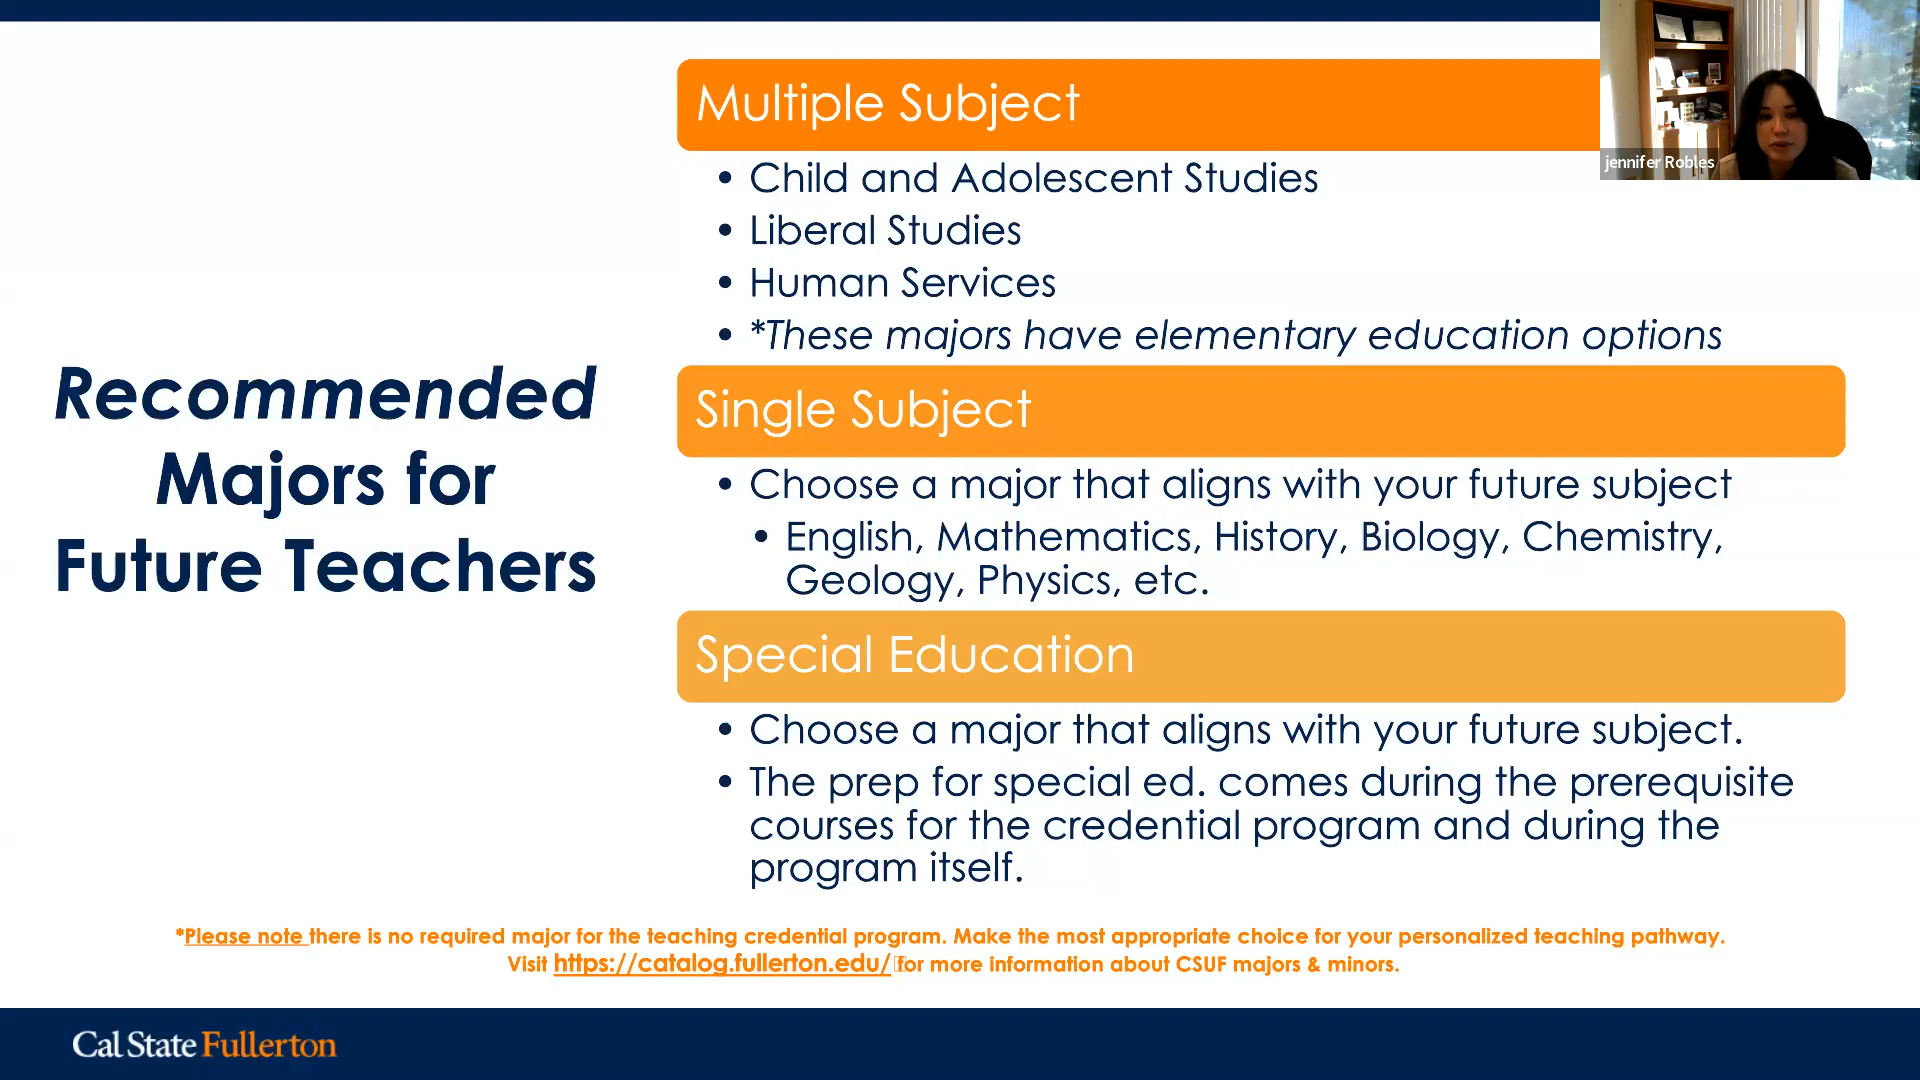 Recommended
Majors for
Future Teachers
Multiple Subject
• Child and Adolescent Studies
• Liberal Studies
• Human Services
• *These majors have elementary education options
Single Subject
• Choose a major that aligns with your future subject
• English, Mathematics, History, Biology, Chemistry,
Geology, Physics, etc.
Special Education
• Choose a major that aligns with your future subject.
• The prep for special ed. comes during the prerequisite
courses for the credential program and during the
program itself.
*Please note there is no required major for the teaching credential program. Make the most appropriate choice for your personalized teaching pathway.
Visit https://catalog.fullerton.edu/ for more information about CSUF majors & minors.
Cal State Fullerton
jennifer Robles